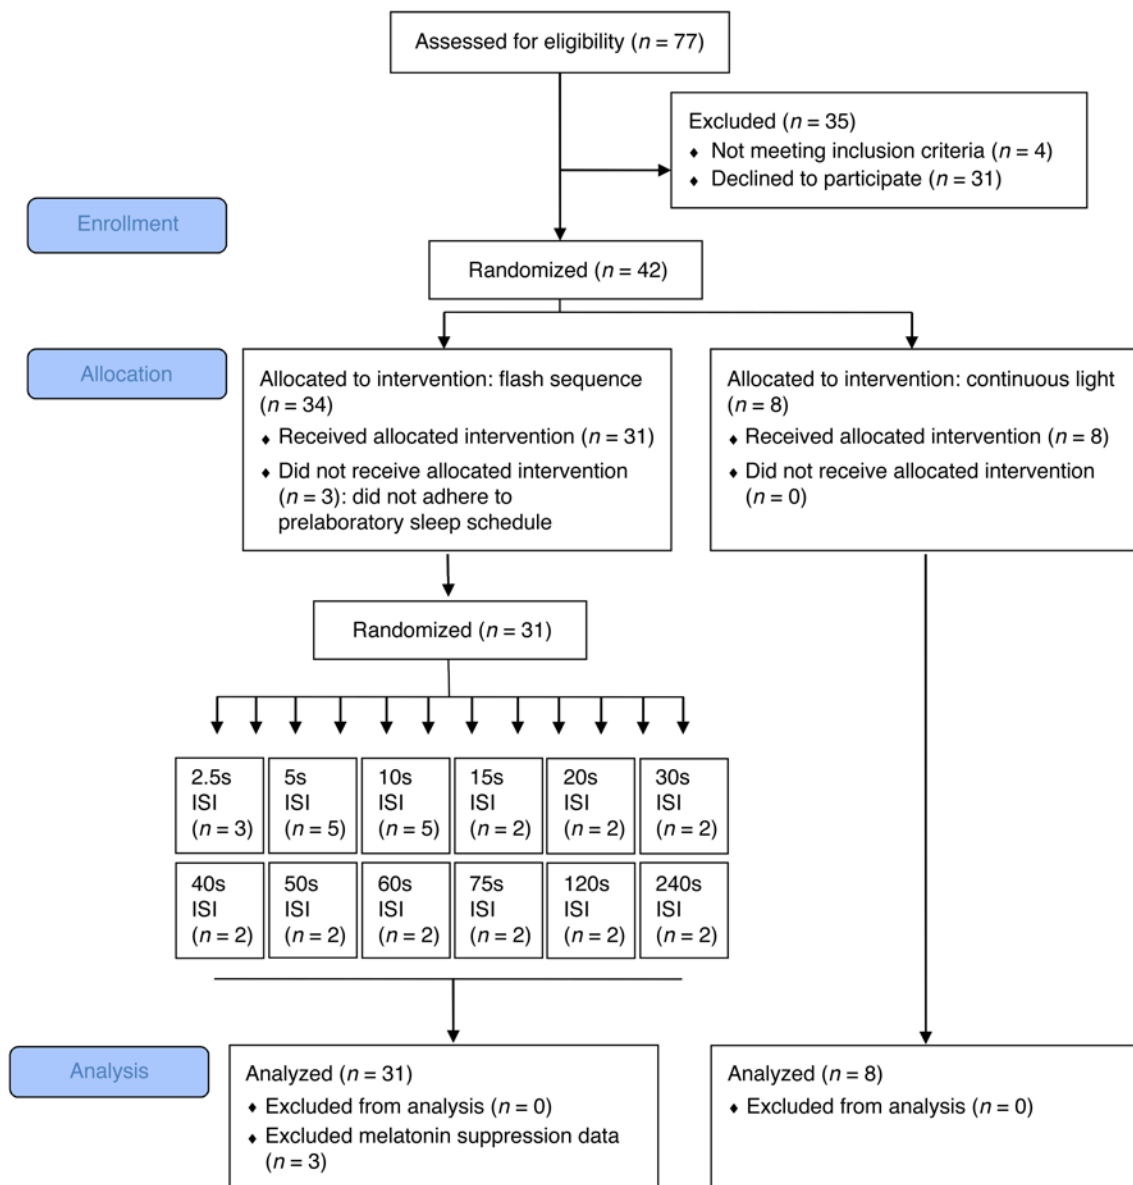 Assessed for eligibility (n = 77)
Excluded (n = 35)
♦ Not meeting inclusion criteria (n = 4)
♦ Declined to participate (n = 31)
Enrollment
Randomized (n = 42)
Allocation
Allocated to intervention: flash sequence
(n = 34)
♦ Received allocated intervention (n = 31)
♦ Did not receive allocated intervention
(n = 3): did not adhere to
prelaboratory sleep schedule
Allocated to intervention: continuous light
(n = 8)
♦ Received allocated intervention (n = 8)
♦ Did not receive allocated intervention
(n = 0)
Randomized (n = 31)
2.5s
ISI
(n = 3)
5s
ISI
(n = 5)
10s
ISI
(n = 5)
15s
ISI
(n = 2)
20s
ISI
(n = 2)
30s
ISI
(n = 2)
40s
ISI
(n = 2)
50s
ISI
(n = 2)
60s
ISI
(n = 2)
75s
ISI
(n = 2)
120s
ISI
(n = 2)
240s
ISI
(n = 2)
Analysis
Analyzed (n = 31)
♦ Excluded from analysis (n = 0)
♦ Excluded melatonin suppression data
(n = 3)
Analyzed (n = 8)
♦ Excluded from analysis (n = 0)